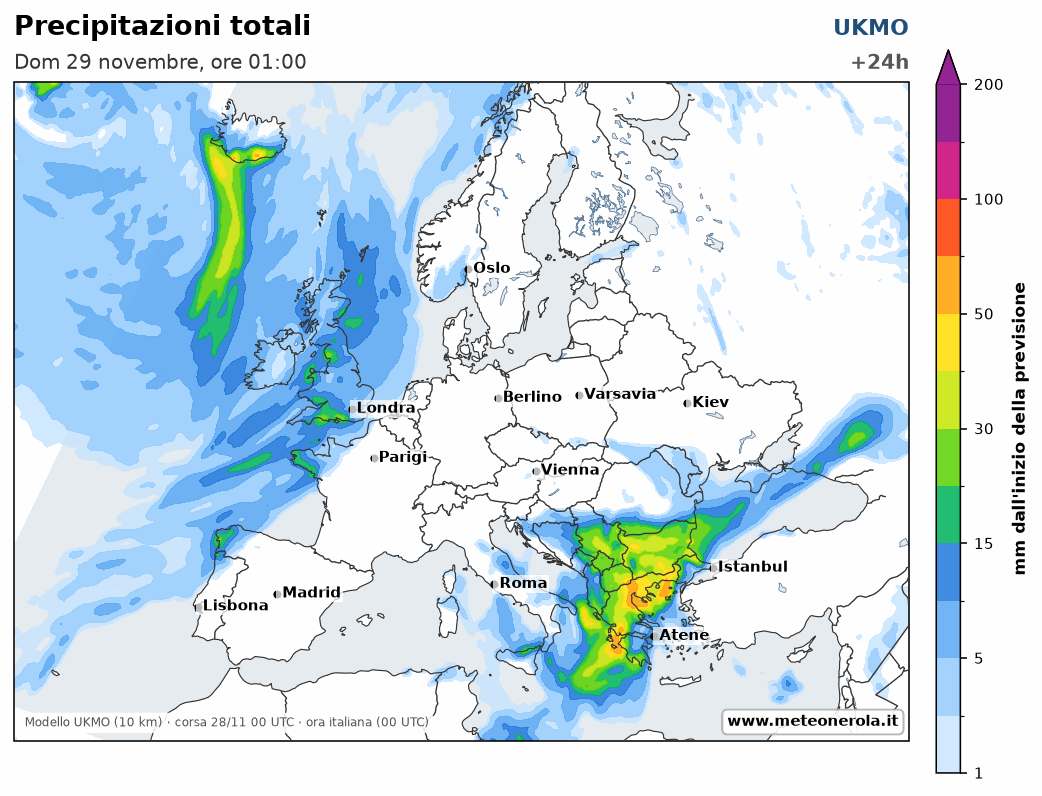 Precipitazioni totali
UKMO
Dom 29 novembre, ore 01:00
+24h
200
100
50
30
15
5
1
mm dall'inizio della previsione
Oslo
Berlino
Varsavia
Kiev
Londra
Parigi
Vienna
Istanbul
Roma
Madrid
Lisbona
Atene
Modello UKMO (10 km) · corsa 28/11 00 UTC · ora italiana (00 UTC)
www.meteonerola.it